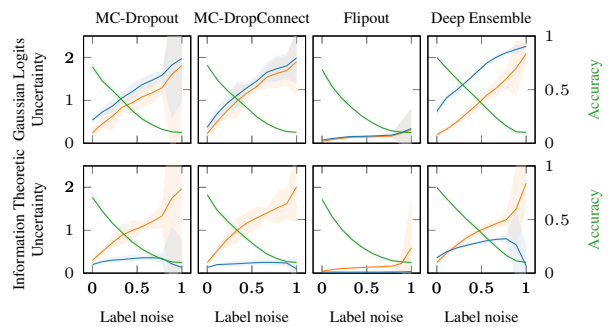 MC-Dropout MC-DropConnect Flipout Deep Ensemble
Gaussian Logits
Uncertainty
2
1
0
1
0.5
0
Accuracy
Information Theoretic
Uncertainty
2
1
0
1
0.5
0
Accuracy
0 0.5 1 0 0.5 1 0 0.5 1 0 0.5 1
Label noise Label noise Label noise Label noise